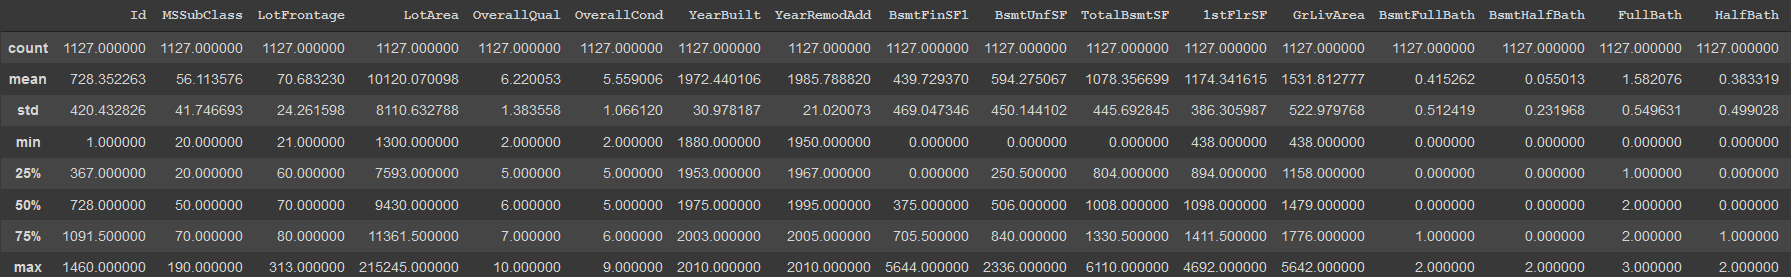 Id MSSubClass LotFrontage LotArea OverallQual OverallCond YearBuilt YearRemodAdd BsmtFinSF1 BsmtUnfSF TotalBsmtSF 1stFlrSF GrLivArea BsmtFullBath BsmtHalfBath FullBath HalfBath
count 1127.000000 1127.000000 1127.000000 1127.000000 1127.000000 1127.000000 1127.000000 1127.000000 1127.000000 1127.000000 1127.000000 1127.000000 1127.000000 1127.000000 1127.000000 1127.000000 1127.000000
mean 728.352263 56.113576 70.683230 10120.070098 6.220053 5.559006 1972.440106 1985.788820 439.729370 594.275067 1078.356699 1174.341615 1531.812777 0.415262 0.055013 1.582076 0.383319
std 420.432826 41.746693 24.261598 8110.632788 1.383558 1.066120 30.978187 21.020073 469.047346 450.144102 445.692845 386.305987 522.979768 0.512419 0.231968 0.549631 0.499028
min 1.000000 20.000000 21.000000 1300.000000 2.000000 2.000000 1880.000000 1950.000000 0.000000 0.000000 0.000000 438.000000 438.000000 0.000000 0.000000 0.000000 0.000000
25% 367.000000 20.000000 60.000000 7593.000000 5.000000 5.000000 1953.000000 1967.000000 0.000000 250.500000 804.000000 894.000000 1158.000000 0.000000 0.000000 1.000000 0.000000
50% 728.000000 50.000000 70.000000 9430.000000 6.000000 5.000000 1975.000000 1995.000000 375.000000 506.000000 1008.000000 1098.000000 1479.000000 0.000000 0.000000 2.000000 0.000000
75% 1091.500000 70.000000 80.000000 11361.500000 7.000000 6.000000 2003.000000 2005.000000 705.500000 840.000000 1330.500000 1411.500000 1776.000000 1.000000 0.000000 2.000000 1.000000
max 1460.000000 190.000000 313.000000 215245.000000 10.000000 9.000000 2010.000000 2010.000000 5644.000000 2336.000000 6110.000000 4692.000000 5642.000000 2.000000 2.000000 3.000000 2.000000